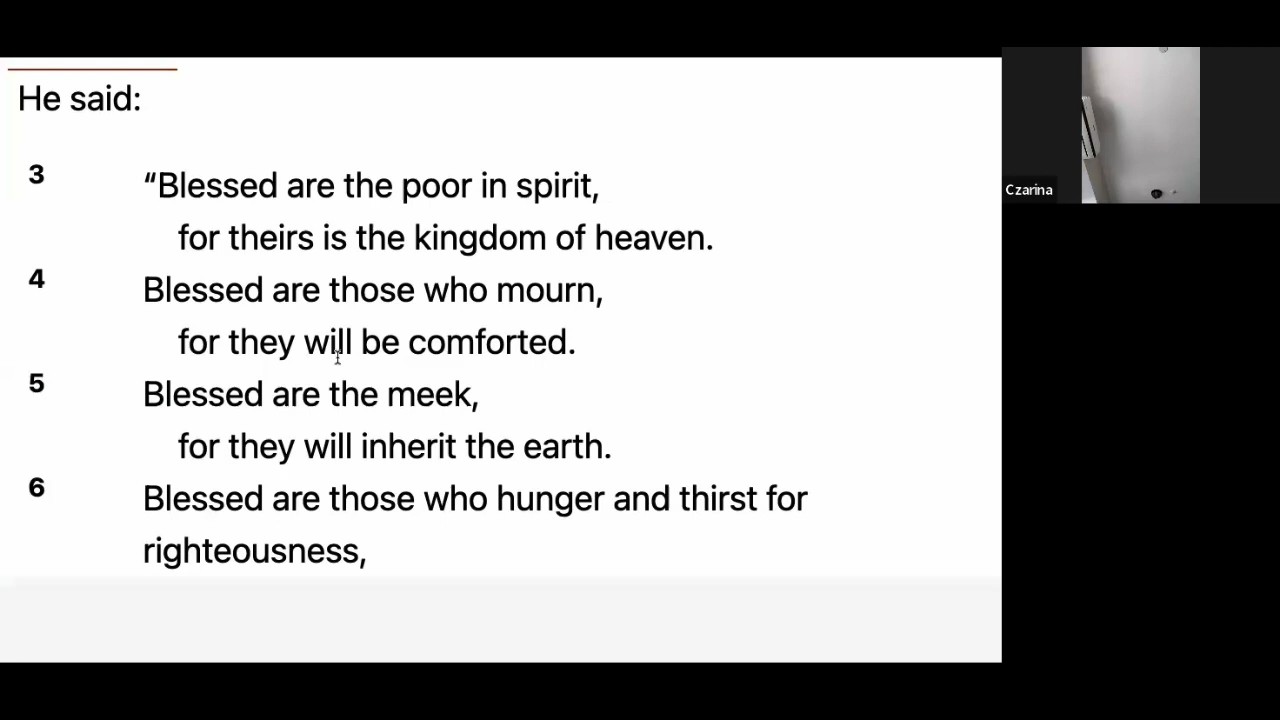 He said:
3 “Blessed are the poor in spirit,
for theirs is the kingdom of heaven.
4 Blessed are those who mourn,
for they will be comforted.
5 Blessed are the meek,
for they will inherit the earth.
6 Blessed are those who hunger and thirst for
righteousness,
Czarina